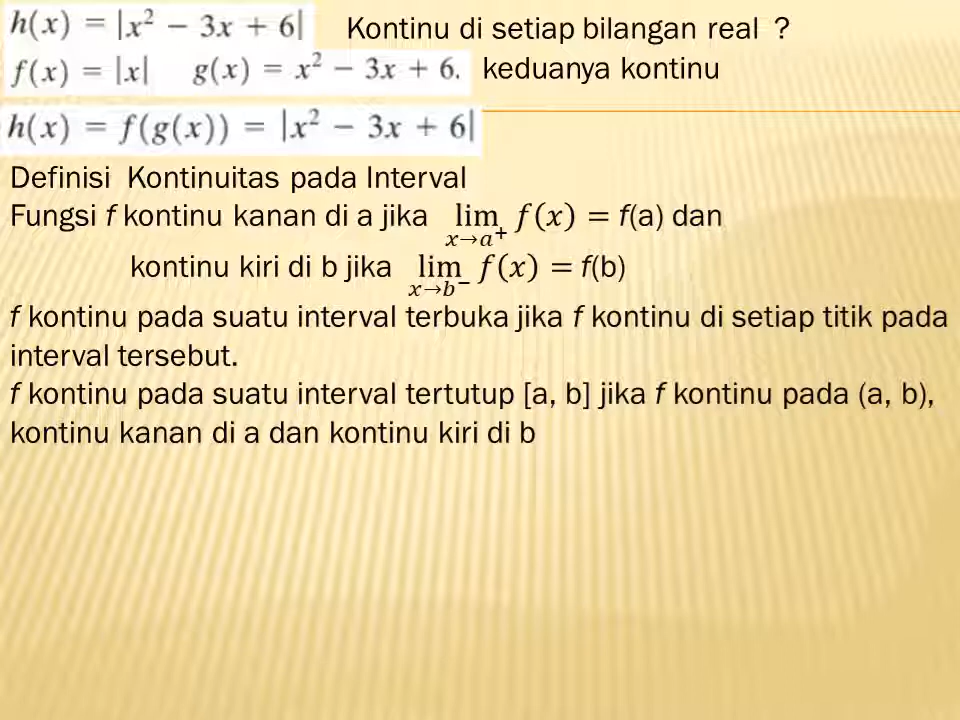 h(x) = |x² − 3x + 6| Kontinu di setiap bilangan real ?
f(x) = |x| g(x) = x² − 3x + 6. keduanya kontinu
h(x) = f(g(x)) = |x² − 3x + 6|
Definisi Kontinuitas pada Interval
Fungsi f kontinu kanan di a jika lim x→a⁺ f(x) = f(a) dan
kontinu kiri di b jika lim x→b⁻ f(x) = f(b)
f kontinu pada suatu interval terbuka jika f kontinu di setiap titik pada
interval tersebut.
f kontinu pada suatu interval tertutup [a, b] jika f kontinu pada (a, b),
kontinu kanan di a dan kontinu kiri di b